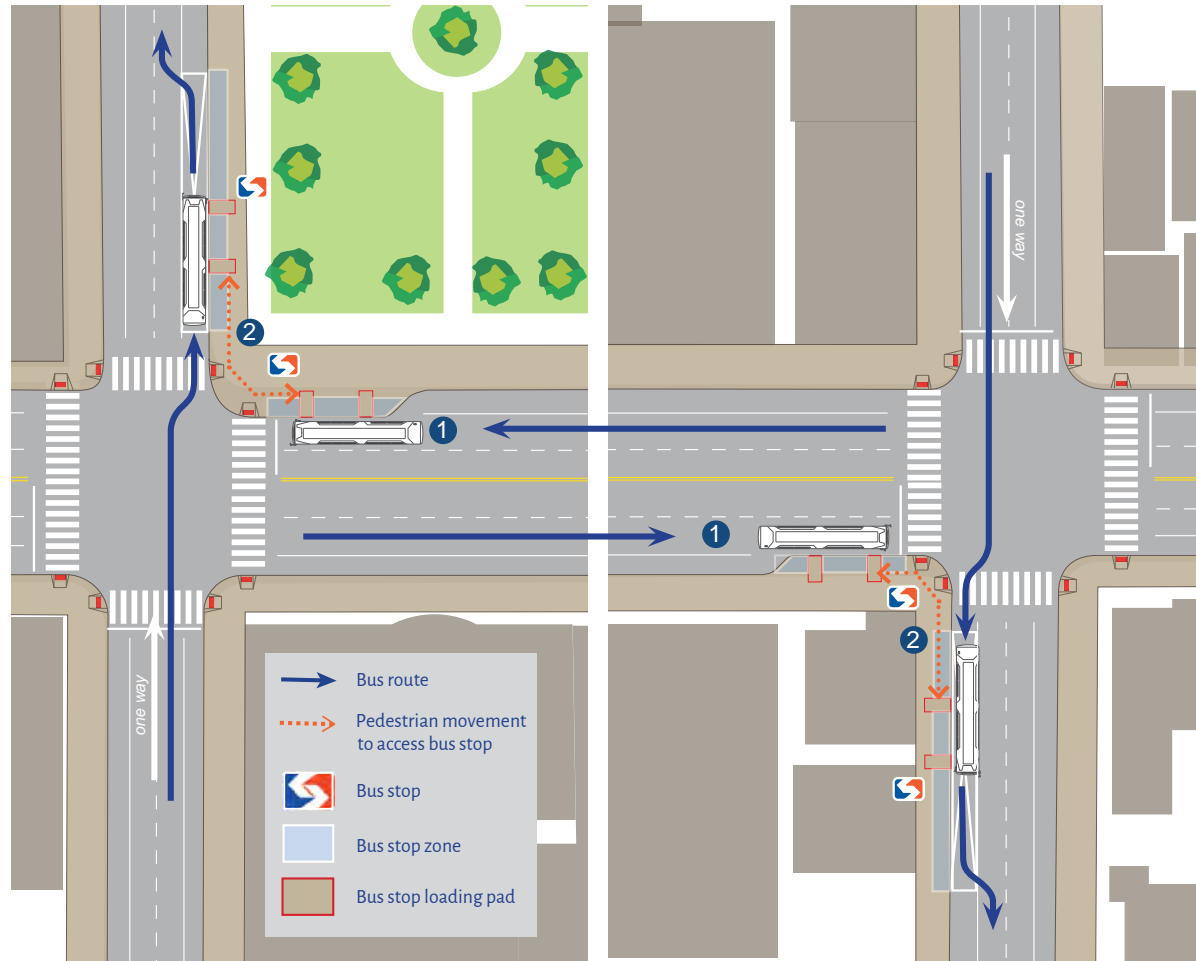 one way
2
1
1
2
one way
Bus route
Pedestrian movement
to access bus stop
Bus stop
Bus stop zone
Bus stop loading pad